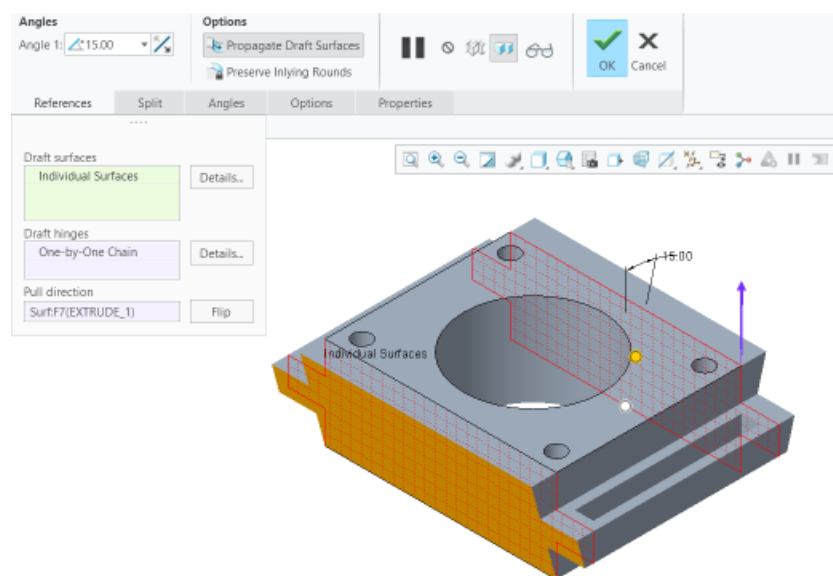 Angles
Options
Angle 1: 15.00
Propagate Draft Surfaces
Preserve Inlying Rounds
OK
Cancel
References
Split
Angles
Options
Properties
Draft surfaces
Individual Surfaces
Details...
Draft hinges
One-by-One Chain
Details...
Pull direction
Surf:F7(EXTRUDE_1)
Flip
15.00
Individual Surfaces